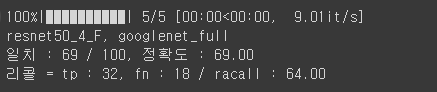 100%|██████████| 5/5 [00:00<00:00,  9.01it/s]
resnet50_4_F, googlenet_full
일치 : 69 / 100, 정확도 : 69.00
리콜 = tp : 32, fn : 18 / racall : 64.00